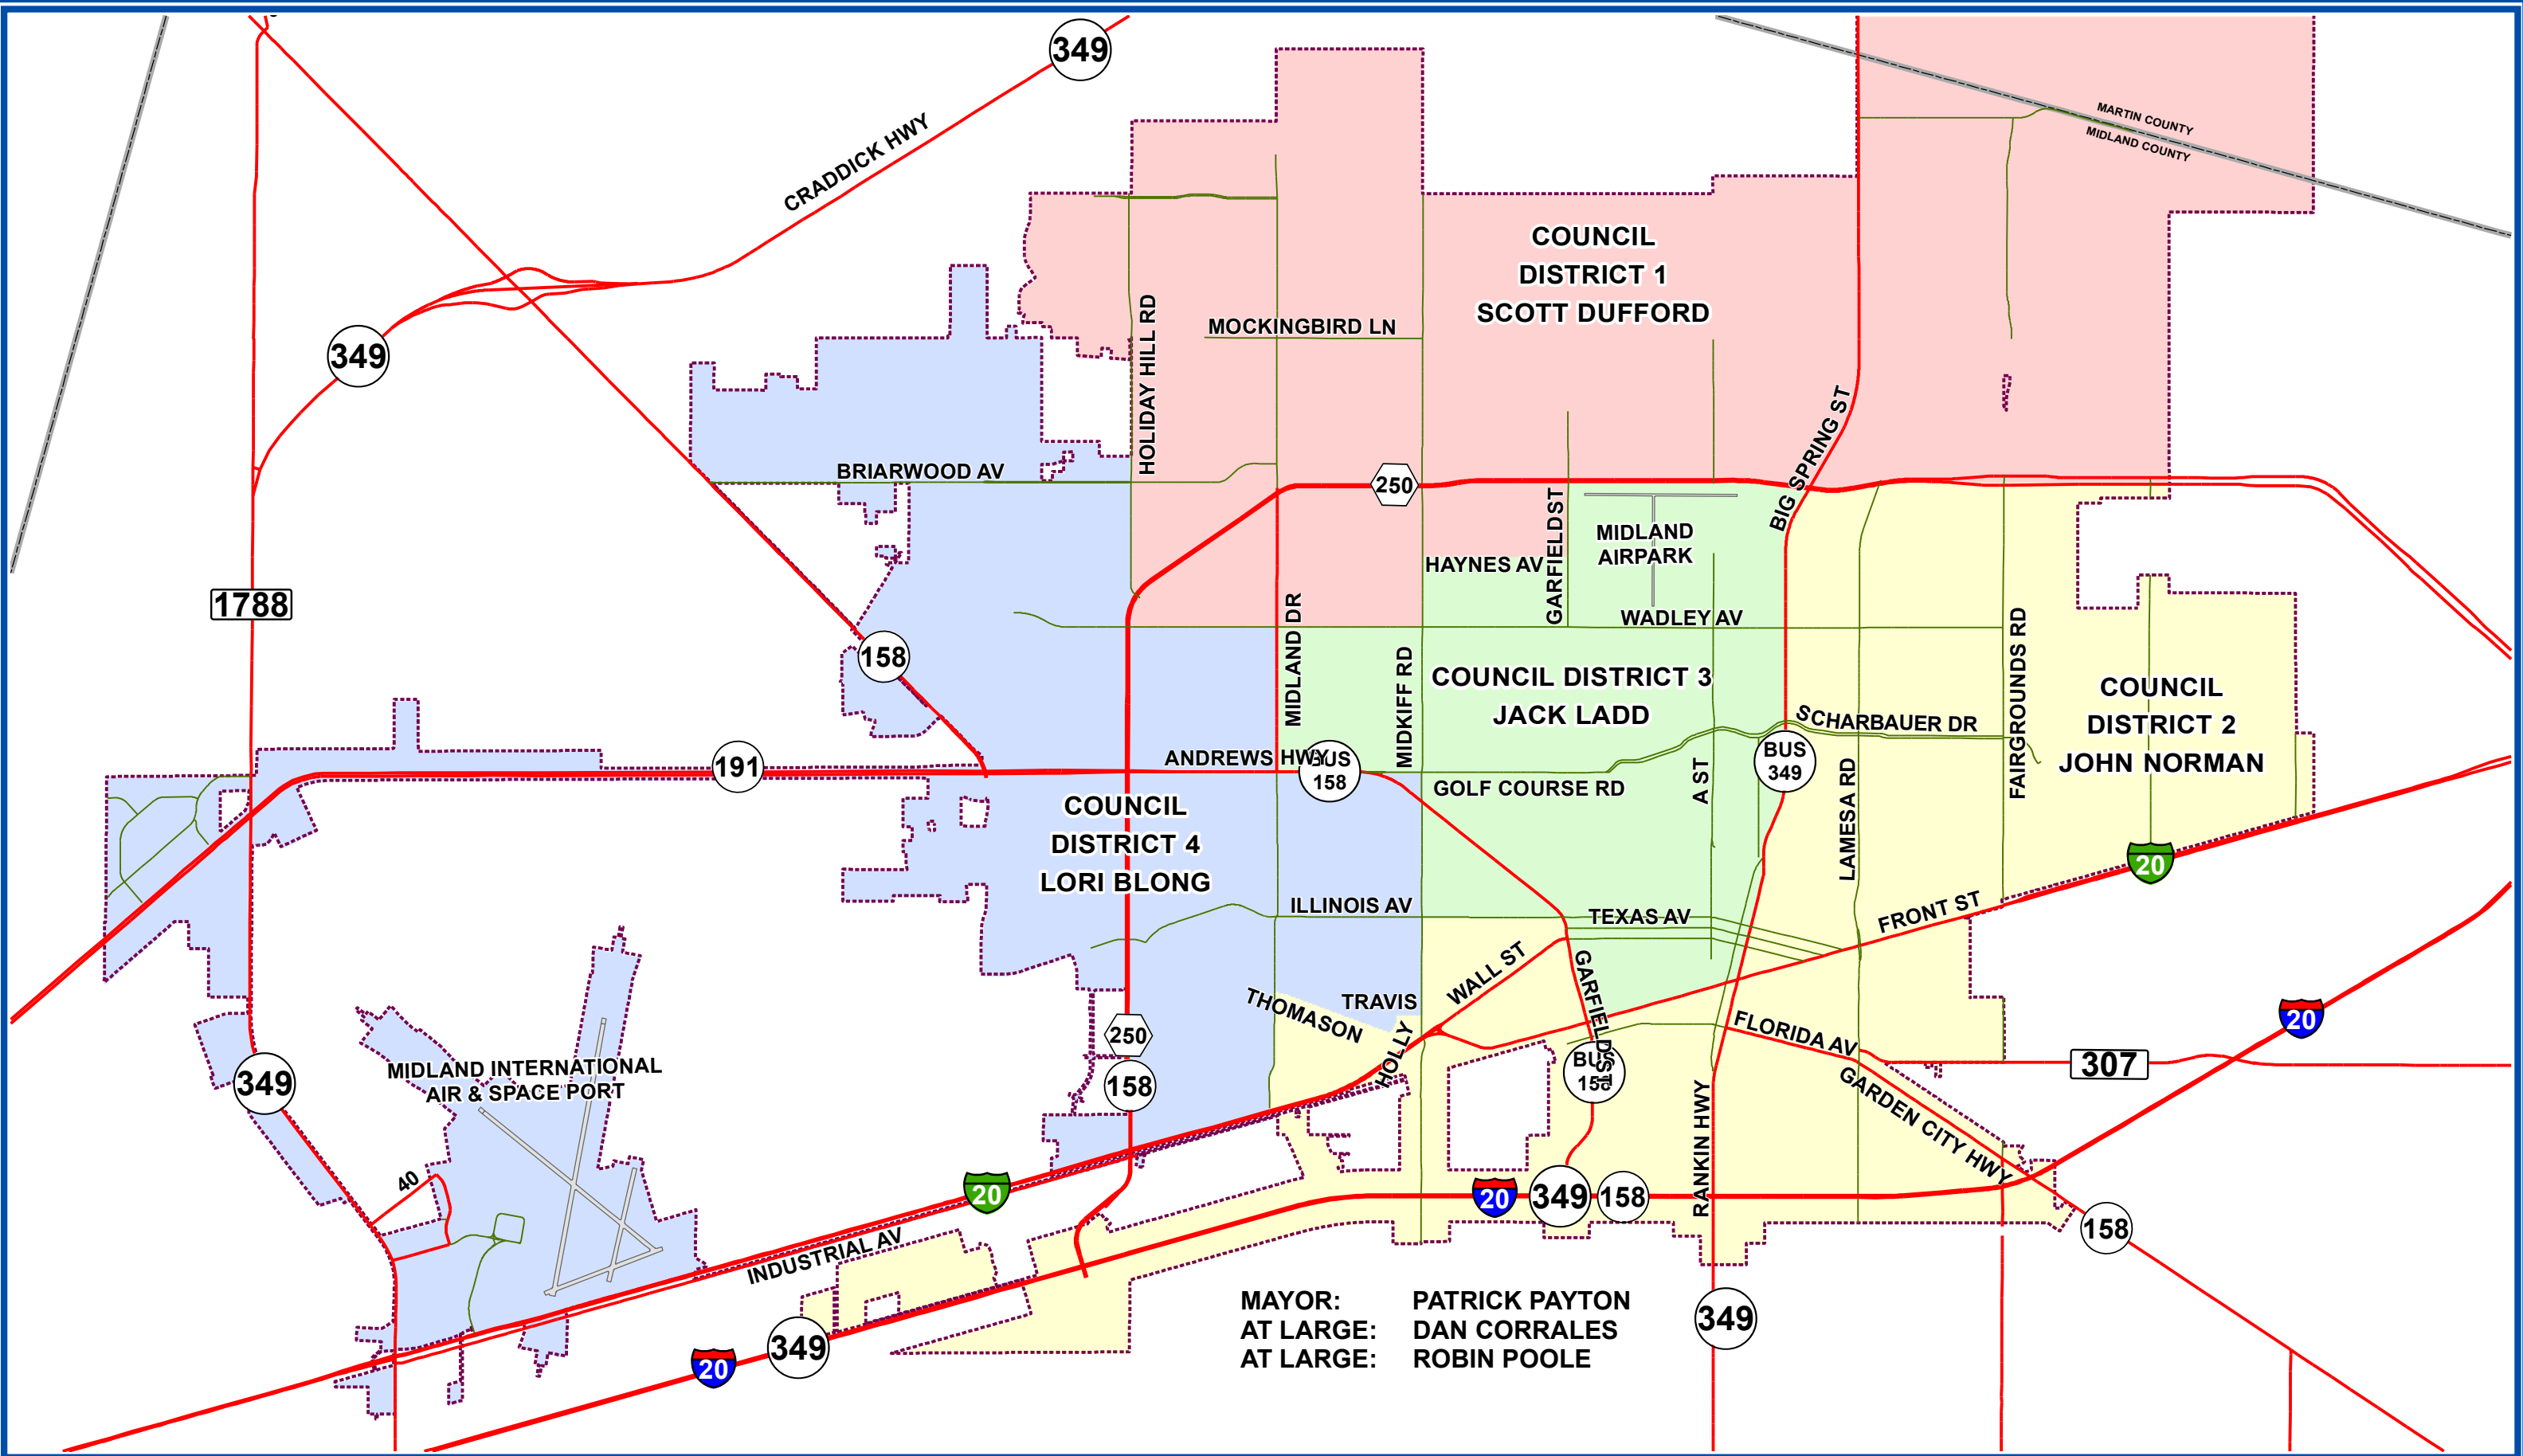 349
CRADDICK HWY
MARTIN COUNTY
MIDLAND COUNTY
COUNCIL
DISTRICT 1
SCOTT DUFFORD
MOCKINGBIRD LN
HOLIDAY HILL RD
349
BRIARWOOD AV
250
BIG SPRING ST
GARFIELD ST
MIDLAND
AIRPARK
HAYNES AV
1788
WADLEY AV
MIDLAND DR
158
MIDKIFF RD
FAIRGROUNDS RD
COUNCIL DISTRICT 3
JACK LADD
COUNCIL
DISTRICT 2
JOHN NORMAN
SCHARBAUER DR
191
ANDREWS HWY
BUS
158
BUS
349
A ST
GOLF COURSE RD
LAMESA RD
COUNCIL
DISTRICT 4
LORI BLONG
20
ILLINOIS AV
TEXAS AV
FRONT ST
WALL ST
GARFIELD ST
THOMASON
TRAVIS
HOLLY
250
158
FLORIDA AV
20
307
349
MIDLAND INTERNATIONAL
AIR & SPACE PORT
BUS
158
GARDEN CITY HWY
RANKIN HWY
40
20
20
349
158
158
INDUSTRIAL AV
MAYOR: PATRICK PAYTON
AT LARGE: DAN CORRALES
AT LARGE: ROBIN POOLE
349
349
20